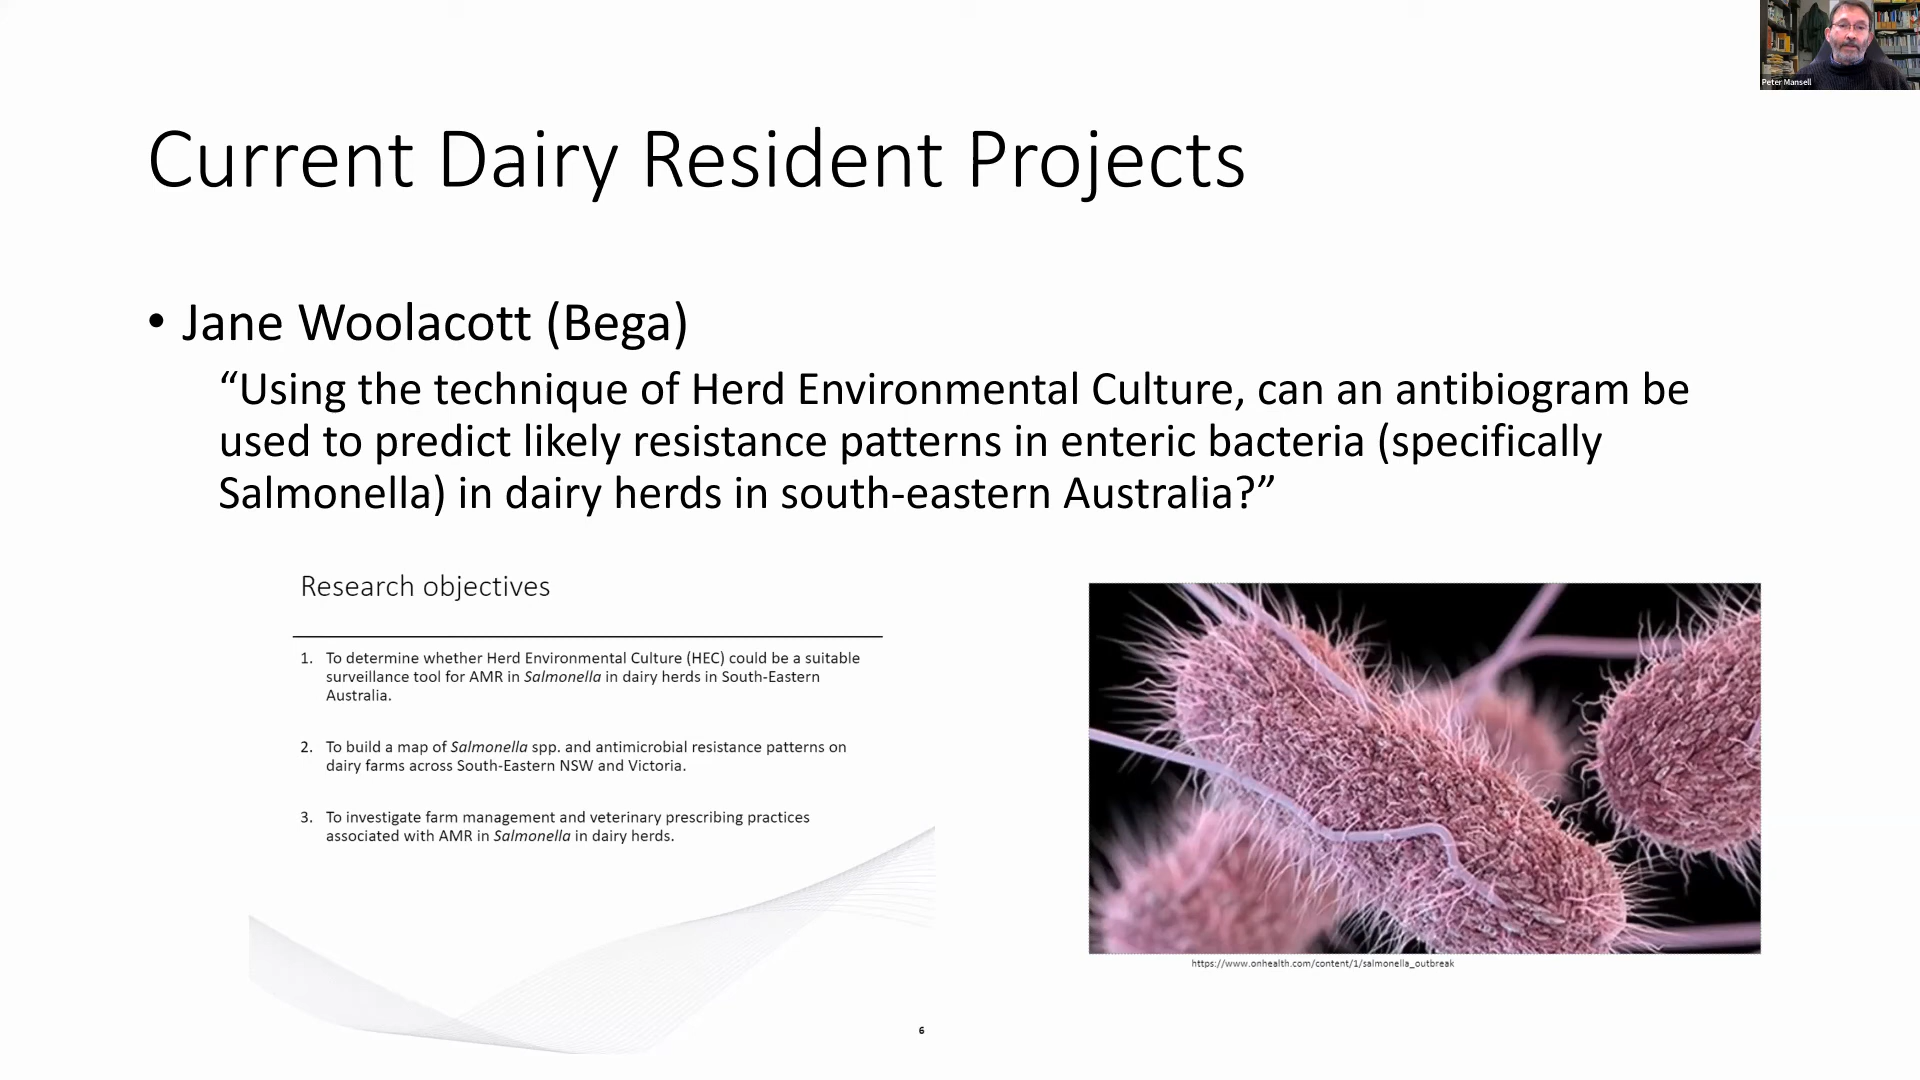 Peter Mansell
Current Dairy Resident Projects
• Jane Woolacott (Bega)
“Using the technique of Herd Environmental Culture, can an antibiogram be
used to predict likely resistance patterns in enteric bacteria (specifically
Salmonella) in dairy herds in south-eastern Australia?”
Research objectives
1. To determine whether Herd Environmental Culture (HEC) could be a suitable
surveillance tool for AMR in Salmonella in dairy herds in South-Eastern
Australia.
2. To build a map of Salmonella spp. and antimicrobial resistance patterns on
dairy farms across South-Eastern NSW and Victoria.
3. To investigate farm management and veterinary prescribing practices
associated with AMR in Salmonella in dairy herds.
https://www.onhealth.com/content/1/salmonella_outbreak
6